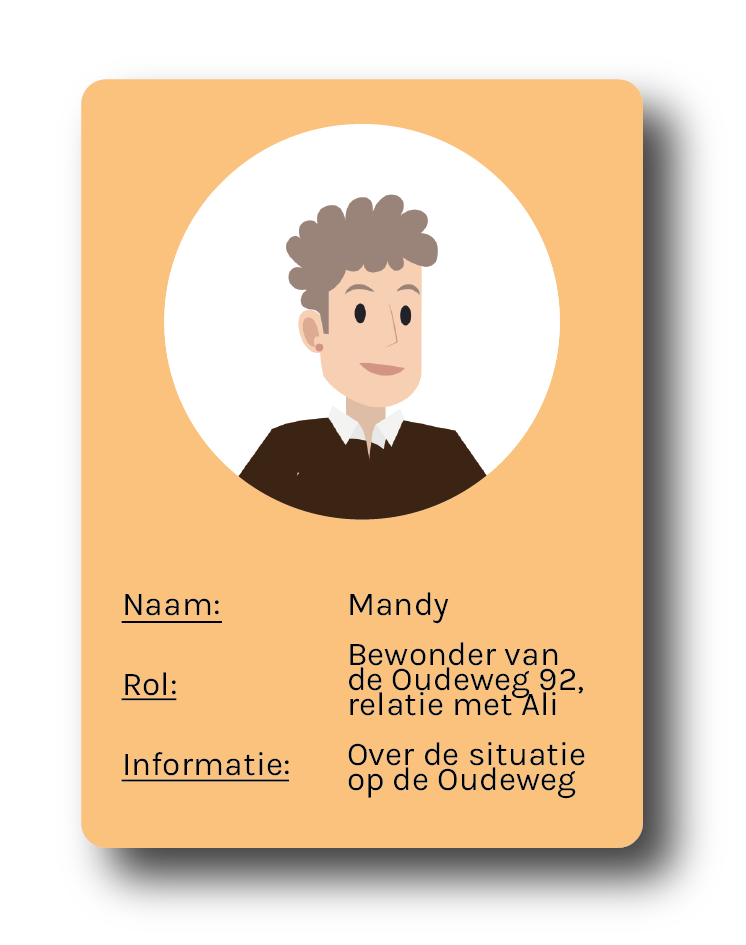 Naam: Mandy
Rol: Bewonder van
de Oudeweg 92,
relatie met Ali
Informatie: Over de situatie
op de Oudeweg